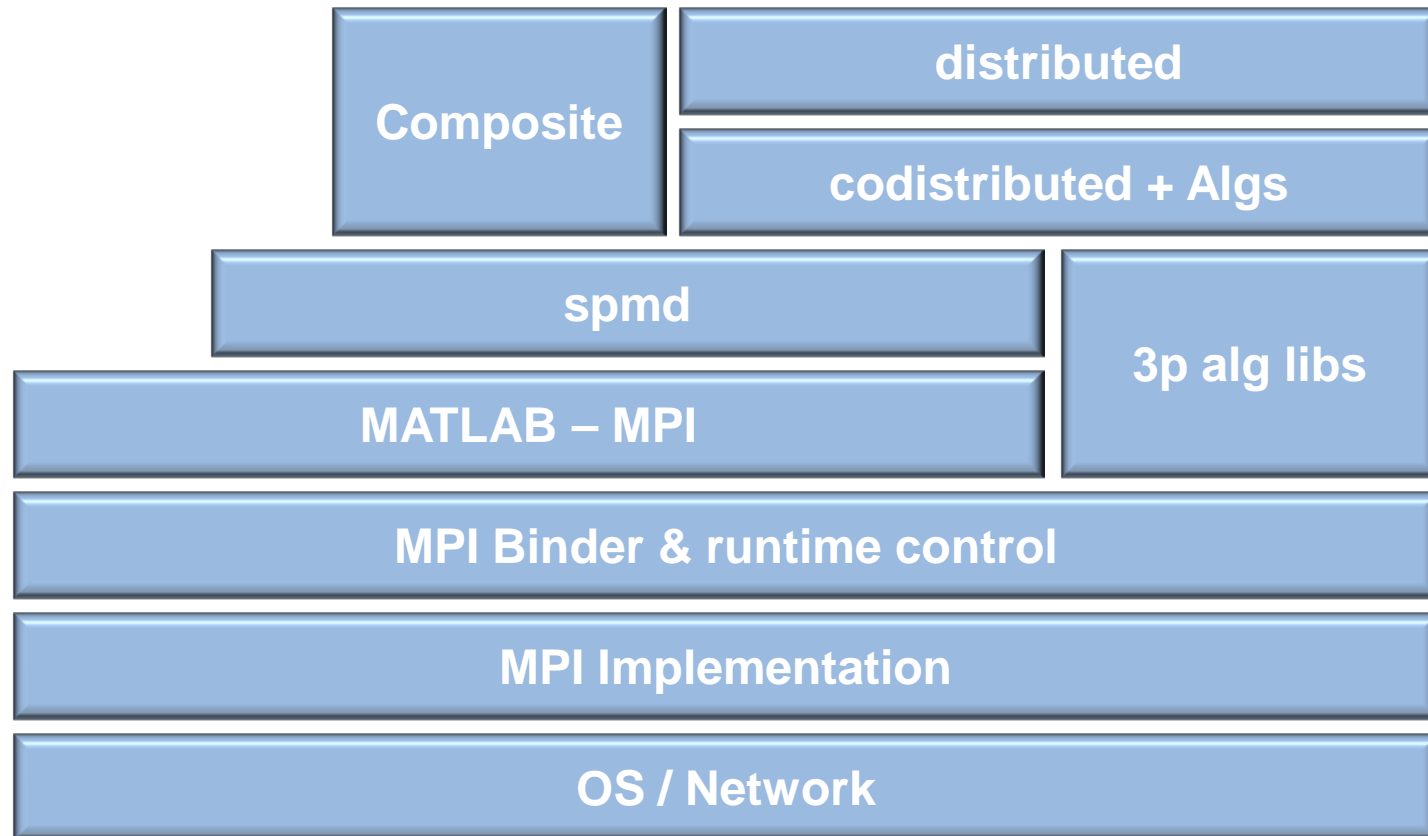 distributed
Composite
codistributed + Algs
spmd
3p alg libs
MATLAB – MPI
MPI Binder & runtime control
MPI Implementation
OS / Network